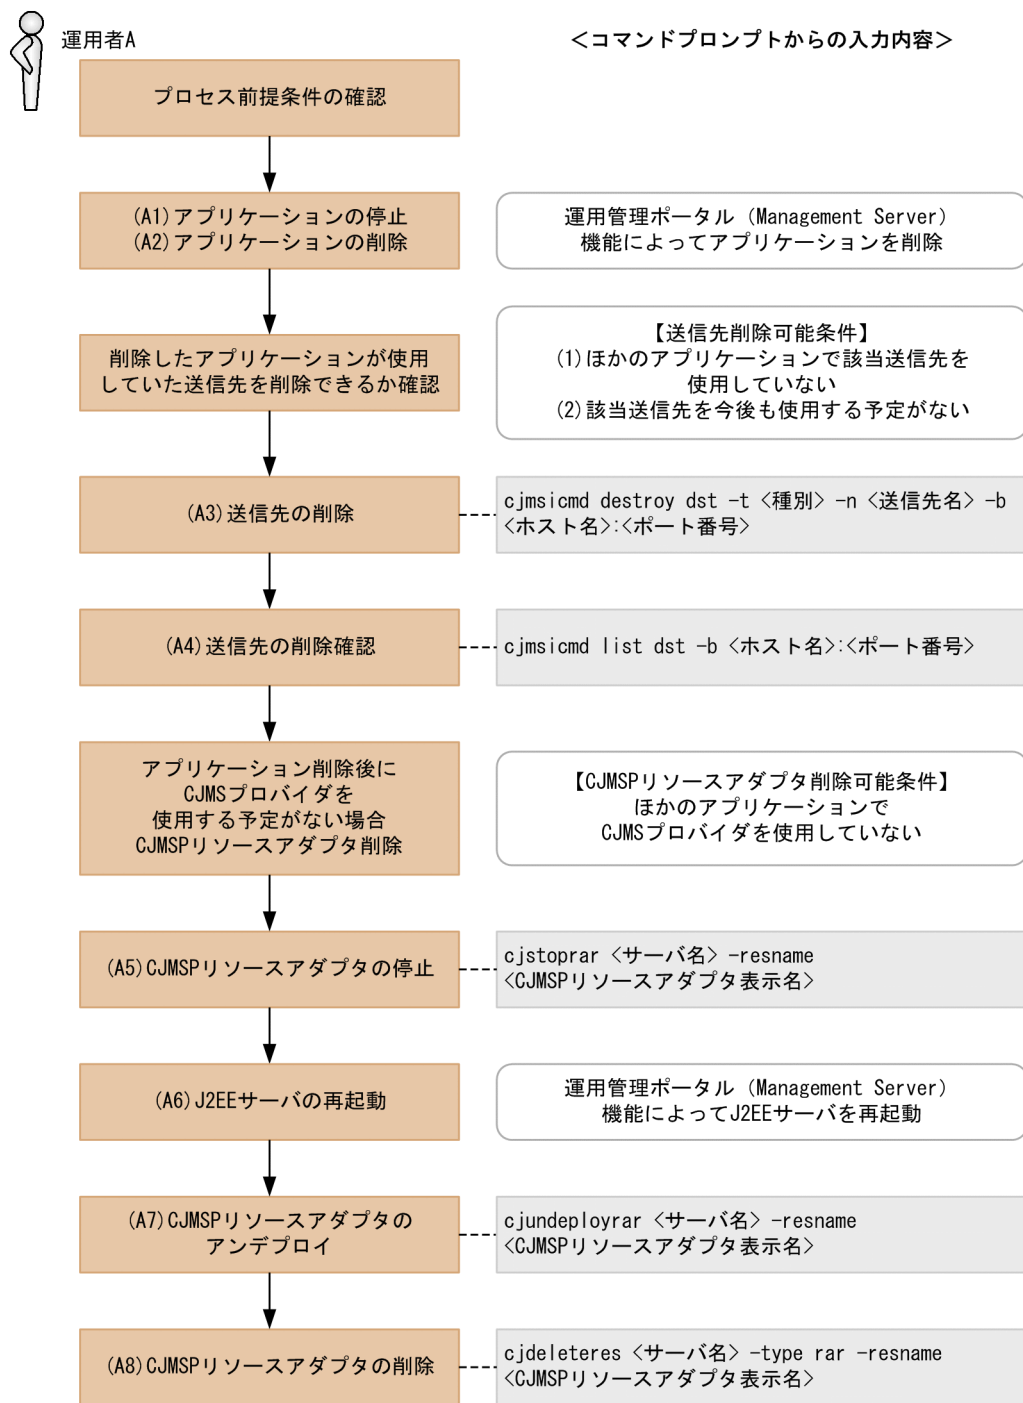 運用者A
＜コマンドプロンプトからの入力内容＞
プロセス前提条件の確認
(A1)アプリケーションの停止
(A2)アプリケーションの削除
運用管理ポータル（Management Server）
機能によってアプリケーションを削除
削除したアプリケーションが使用
していた送信先を削除できるか確認
【送信先削除可能条件】
(1)ほかのアプリケーションで該当送信先を
使用していない
(2)該当送信先を今後も使用する予定がない
(A3)送信先の削除
cjmsicmd destroy dst -t <種別> -n <送信先名> -b
<ホスト名>:<ポート番号>
(A4)送信先の削除確認
cjmsicmd list dst -b <ホスト名>:<ポート番号>
アプリケーション削除後に
CJMSプロバイダを
使用する予定がない場合
CJMSPリソースアダプタ削除
【CJMSPリソースアダプタ削除可能条件】
ほかのアプリケーションで
CJMSプロバイダを使用していない
(A5)CJMSPリソースアダプタの停止
cjstoprar <サーバ名> -resname
<CJMSPリソースアダプタ表示名>
(A6)J2EEサーバの再起動
運用管理ポータル（Management Server）
機能によってJ2EEサーバを再起動
(A7)CJMSPリソースアダプタの
アンデプロイ
cjundeployrar <サーバ名> -resname
<CJMSPリソースアダプタ表示名>
(A8)CJMSPリソースアダプタの削除
cjdeleteres <サーバ名> -type rar -resname
<CJMSPリソースアダプタ表示名>